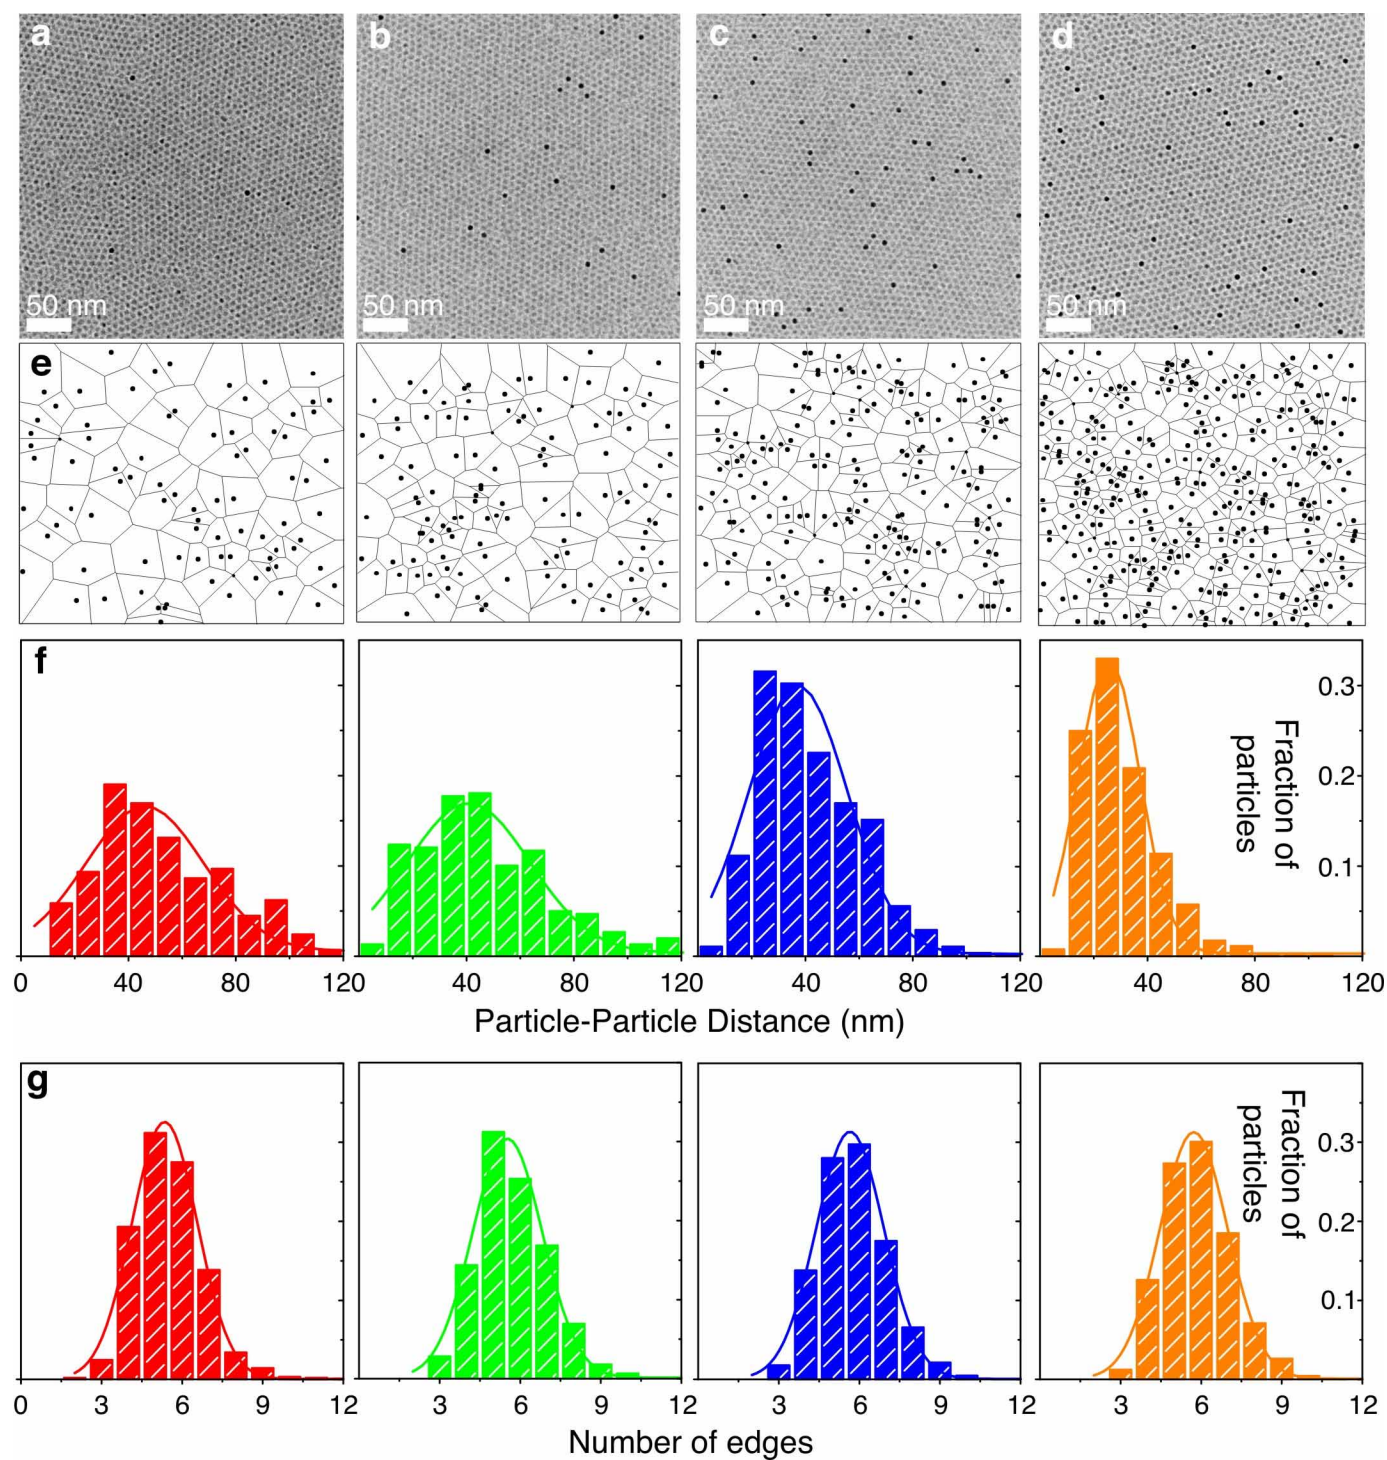 a b c d
50 nm 50 nm 50 nm 50 nm
e
f
0.3
0.2
0.1
Fraction of
particles
0 40 80 120 40 80 120 40 80 120 40 80 120
Particle-Particle Distance (nm)
g
0.3
0.2
0.1
Fraction of
particles
0 3 6 9 12 3 6 9 12 3 6 9 12 3 6 9 12
Number of edges